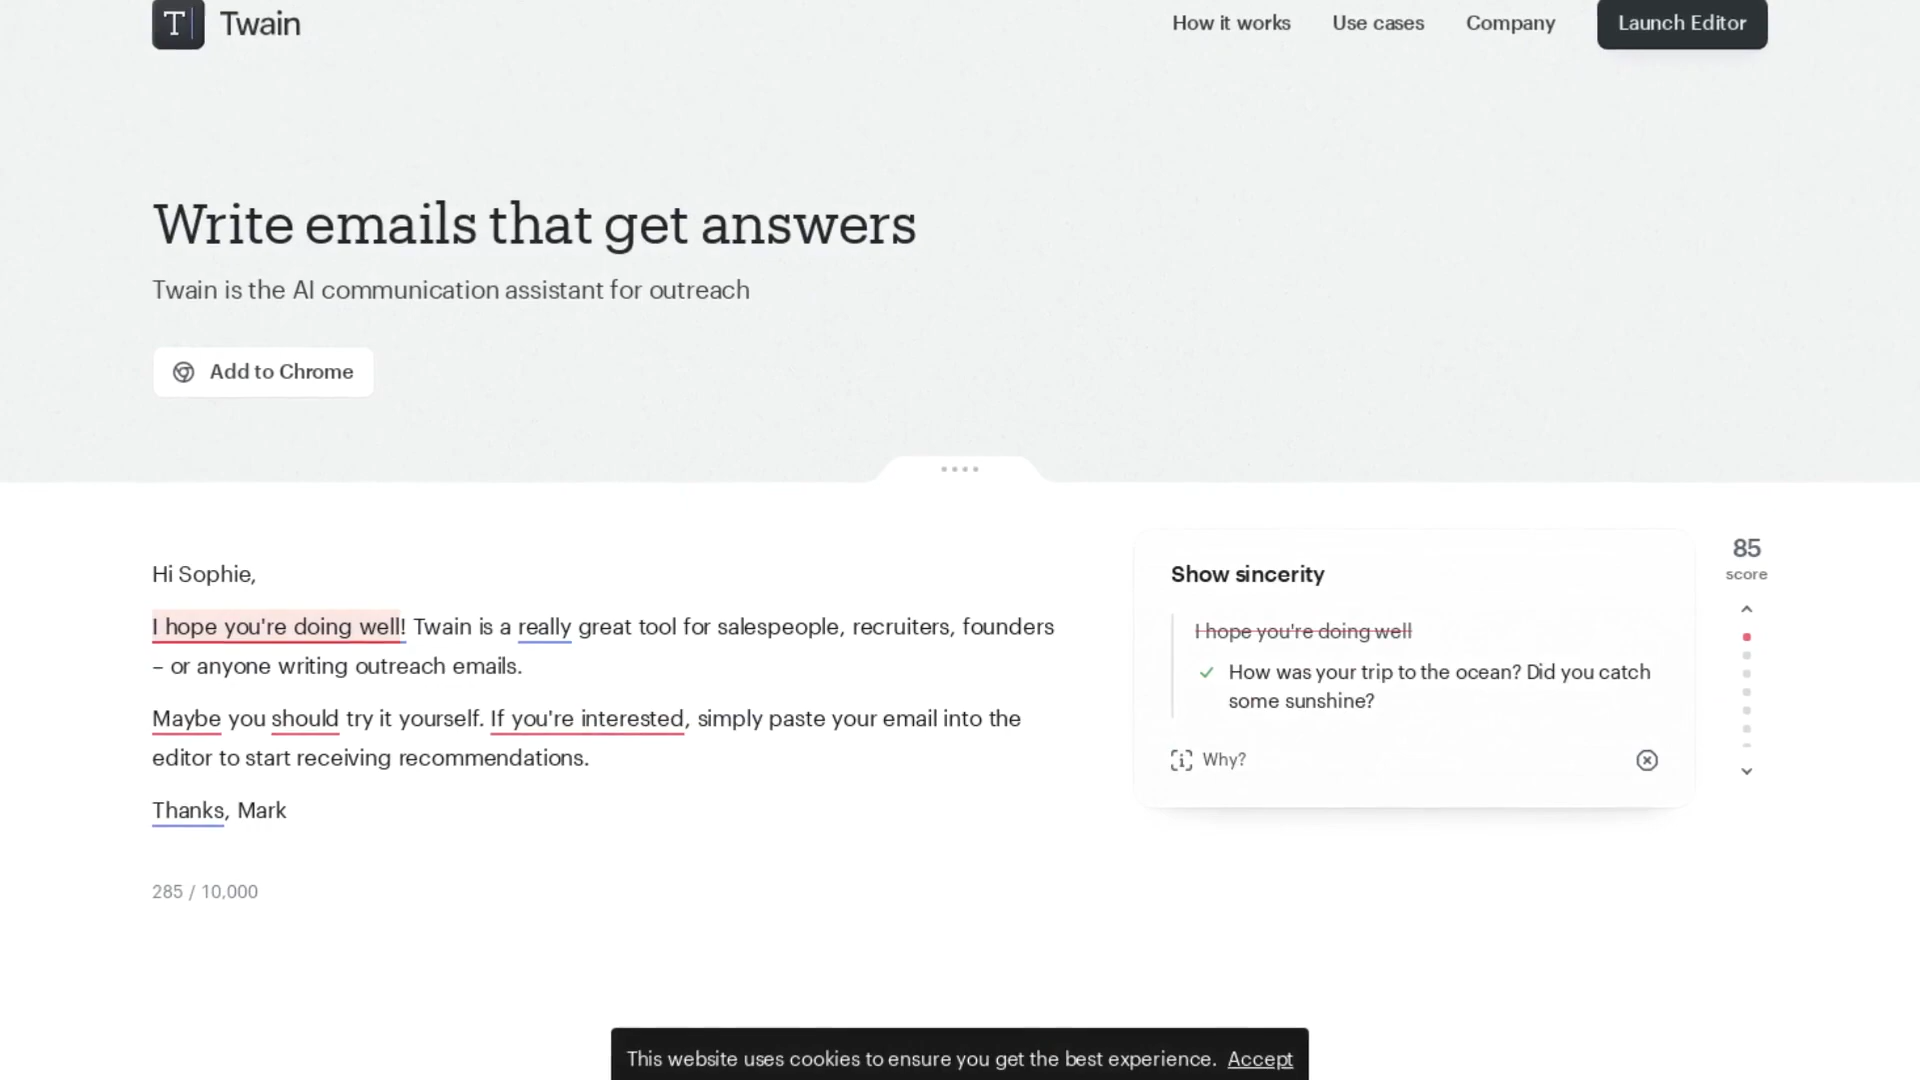 T Twain
How it works Use cases Company Launch Editor
Write emails that get answers
Twain is the AI communication assistant for outreach
Add to Chrome
Hi Sophie,
I hope you're doing well! Twain is a really great tool for salespeople, recruiters, founders
– or anyone writing outreach emails.
Maybe you should try it yourself. If you're interested, simply paste your email into the
editor to start receiving recommendations.
Thanks, Mark
285 / 10,000
Show sincerity
I hope you're doing well
How was your trip to the ocean? Did you catch
some sunshine?
Why?
85
score
This website uses cookies to ensure you get the best experience. Accept